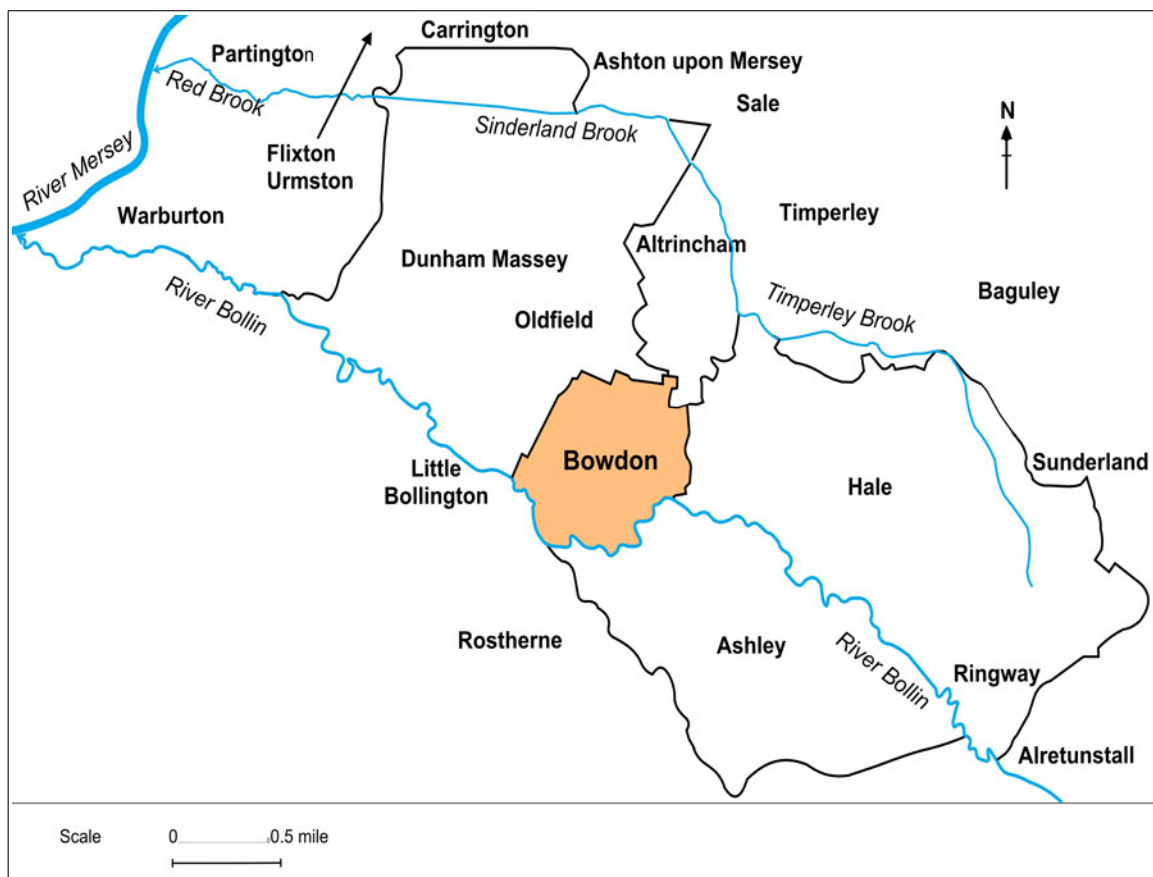 Carrington
Partington
Ashton upon Mersey
Red Brook
Sale
Sinderland Brook
N
River Mersey
Flixton
Urmston
Warburton
Timperley
Altrincham
Dunham Massey
River Bollin
Baguley
Oldfield
Timperley Brook
Bowdon
Little
Bollington
Sunderland
Hale
Rostherne
Ashley
River Bollin
Ringway
Alretunstall
Scale
0
0.5 mile